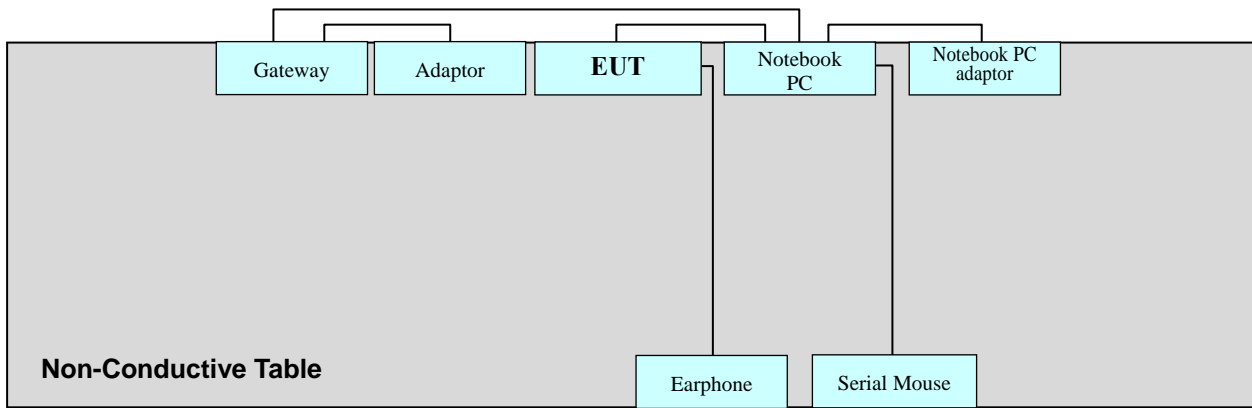 Gateway
Adaptor
EUT
Notebook
PC
Notebook PC
adaptor
Non-Conductive Table
Earphone
Serial Mouse